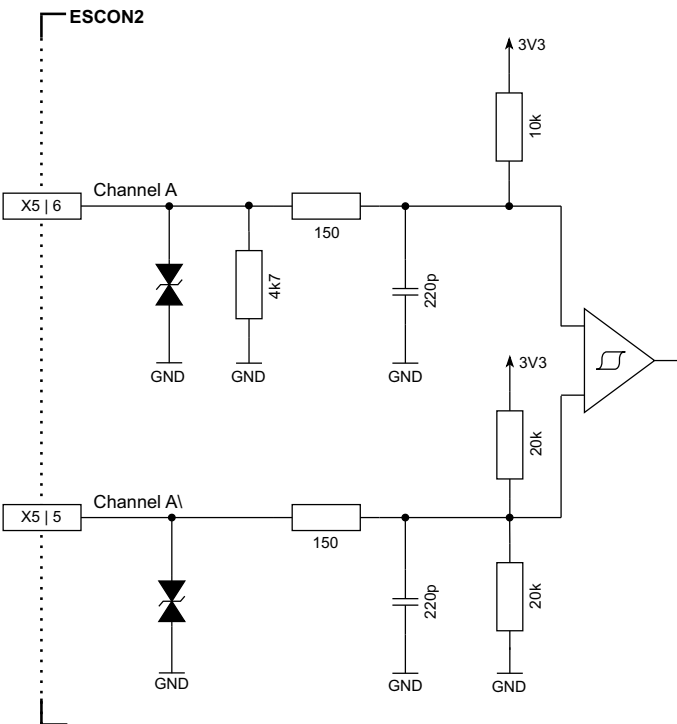 ESCON2
3V3
10k
Channel A
X5 | 6
150
4k7
220p
GND
GND
GND
3V3
20k
Channel A\
X5 | 5
150
220p
20k
GND
GND
GND